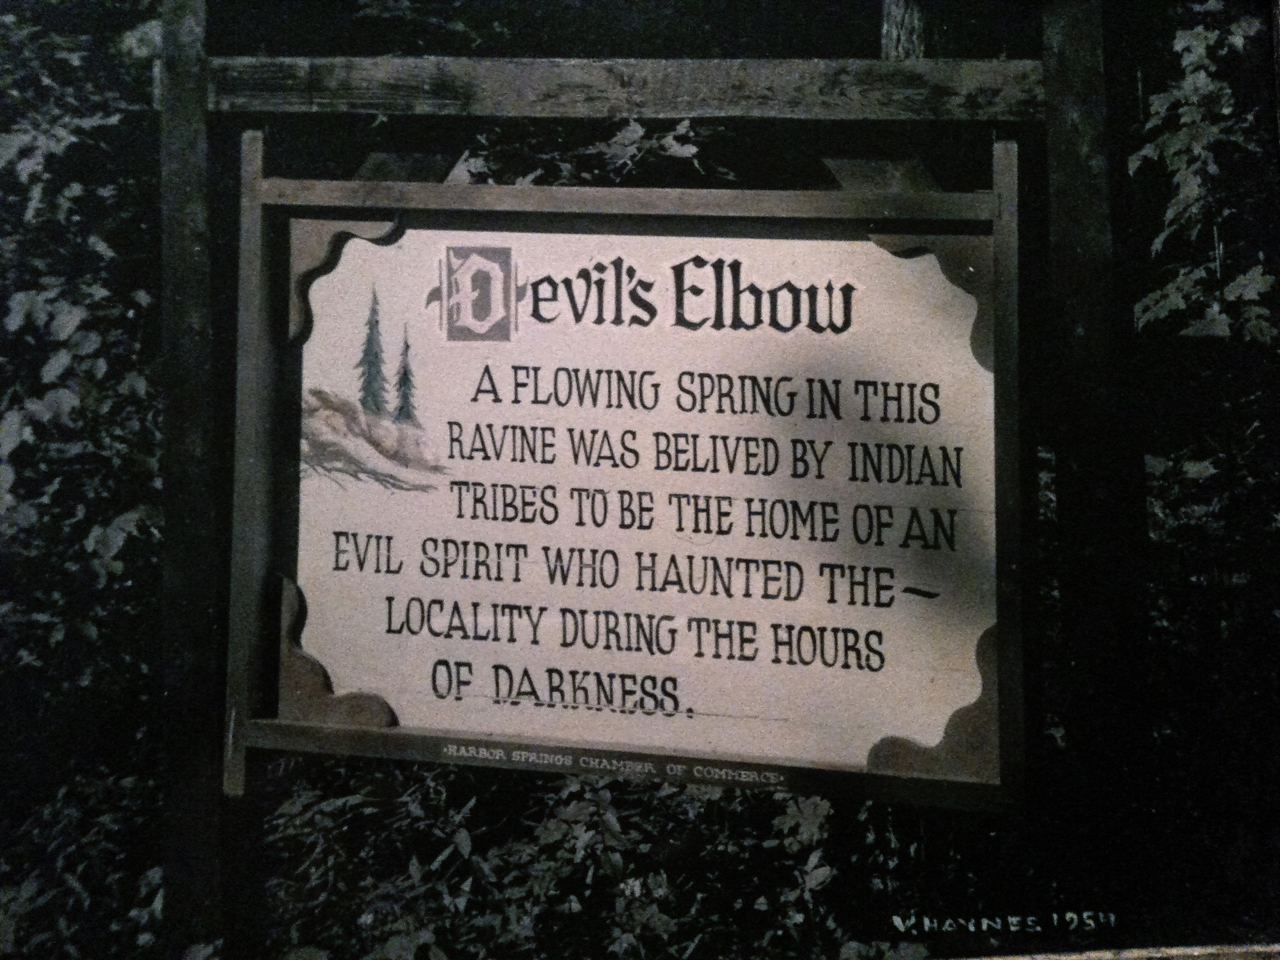 Devil's Elbow
A FLOWING SPRING IN THIS
RAVINE WAS BELIVED BY INDIAN
TRIBES TO BE THE HOME OF AN
EVIL SPIRIT WHO HAUNTED THE—
LOCALITY DURING THE HOURS
OF DARKNESS.
·HARBOR SPRINGS CHAMBER OF COMMERCE·
V. HAYNES. 1954